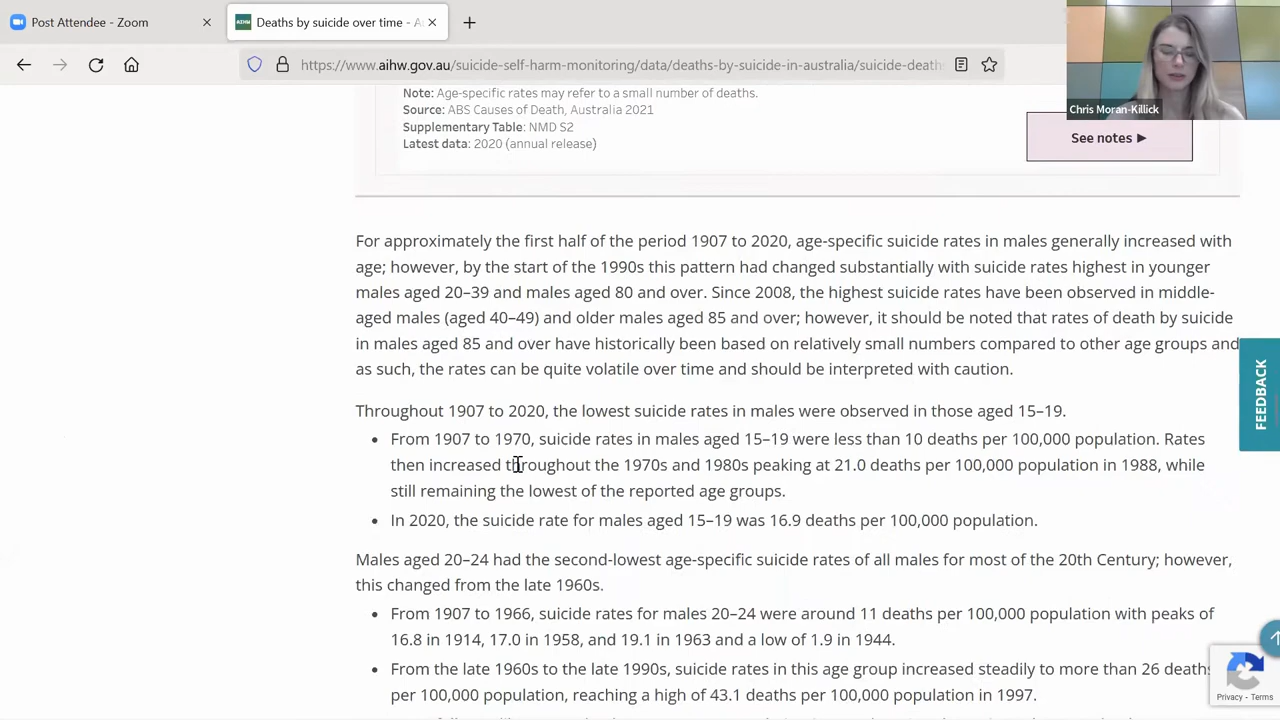 Post Attendee - Zoom
Deaths by suicide over time - A
https://www.aihw.gov.au/suicide-self-harm-monitoring/data/deaths-by-suicide-in-australia/suicide-deaths
Chris Moran-Killick
Note: Age-specific rates may refer to a small number of deaths.
Source: ABS Causes of Death, Australia 2021
Supplementary Table: NMD S2
Latest data: 2020 (annual release)
See notes ▶
For approximately the first half of the period 1907 to 2020, age-specific suicide rates in males generally increased with
age; however, by the start of the 1990s this pattern had changed substantially with suicide rates highest in younger
males aged 20–39 and males aged 80 and over. Since 2008, the highest suicide rates have been observed in middle-
aged males (aged 40–49) and older males aged 85 and over; however, it should be noted that rates of death by suicide
in males aged 85 and over have historically been based on relatively small numbers compared to other age groups and
as such, the rates can be quite volatile over time and should be interpreted with caution.
Throughout 1907 to 2020, the lowest suicide rates in males were observed in those aged 15–19.
• From 1907 to 1970, suicide rates in males aged 15–19 were less than 10 deaths per 100,000 population. Rates
then increased throughout the 1970s and 1980s peaking at 21.0 deaths per 100,000 population in 1988, while
still remaining the lowest of the reported age groups.
• In 2020, the suicide rate for males aged 15–19 was 16.9 deaths per 100,000 population.
Males aged 20–24 had the second-lowest age-specific suicide rates of all males for most of the 20th Century; however,
this changed from the late 1960s.
• From 1907 to 1966, suicide rates for males 20–24 were around 11 deaths per 100,000 population with peaks of
16.8 in 1914, 17.0 in 1958, and 19.1 in 1963 and a low of 1.9 in 1944.
• From the late 1960s to the late 1990s, suicide rates in this age group increased steadily to more than 26 deaths
per 100,000 population, reaching a high of 43.1 deaths per 100,000 population in 1997.
FEEDBACK
Privacy - Terms